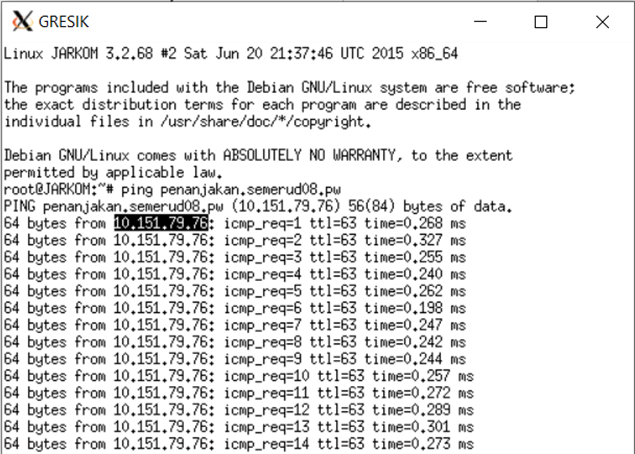 GRESIK
Linux JARKOM 3.2.68 #2 Sat Jun 20 21:37:46 UTC 2015 x86_64
The programs included with the Debian GNU/Linux system are free software;
the exact distribution terms for each program are described in the
individual files in /usr/share/doc/*/copyright.
Debian GNU/Linux comes with ABSOLUTELY NO WARRANTY, to the extent
permitted by applicable law.
root@JARKOM:~# ping penanjakan.semerud08.pw
PING penanjakan.semerud08.pw (10.151.79.76) 56(84) bytes of data.
64 bytes from 10.151.79.76: icmp_req=1 ttl=63 time=0.268 ms
64 bytes from 10.151.79.76: icmp_req=2 ttl=63 time=0.327 ms
64 bytes from 10.151.79.76: icmp_req=3 ttl=63 time=0.255 ms
64 bytes from 10.151.79.76: icmp_req=4 ttl=63 time=0.240 ms
64 bytes from 10.151.79.76: icmp_req=5 ttl=63 time=0.262 ms
64 bytes from 10.151.79.76: icmp_req=6 ttl=63 time=0.198 ms
64 bytes from 10.151.79.76: icmp_req=7 ttl=63 time=0.247 ms
64 bytes from 10.151.79.76: icmp_req=8 ttl=63 time=0.242 ms
64 bytes from 10.151.79.76: icmp_req=9 ttl=63 time=0.244 ms
64 bytes from 10.151.79.76: icmp_req=10 ttl=63 time=0.257 ms
64 bytes from 10.151.79.76: icmp_req=11 ttl=63 time=0.272 ms
64 bytes from 10.151.79.76: icmp_req=12 ttl=63 time=0.289 ms
64 bytes from 10.151.79.76: icmp_req=13 ttl=63 time=0.301 ms
64 bytes from 10.151.79.76: icmp_req=14 ttl=63 time=0.273 ms